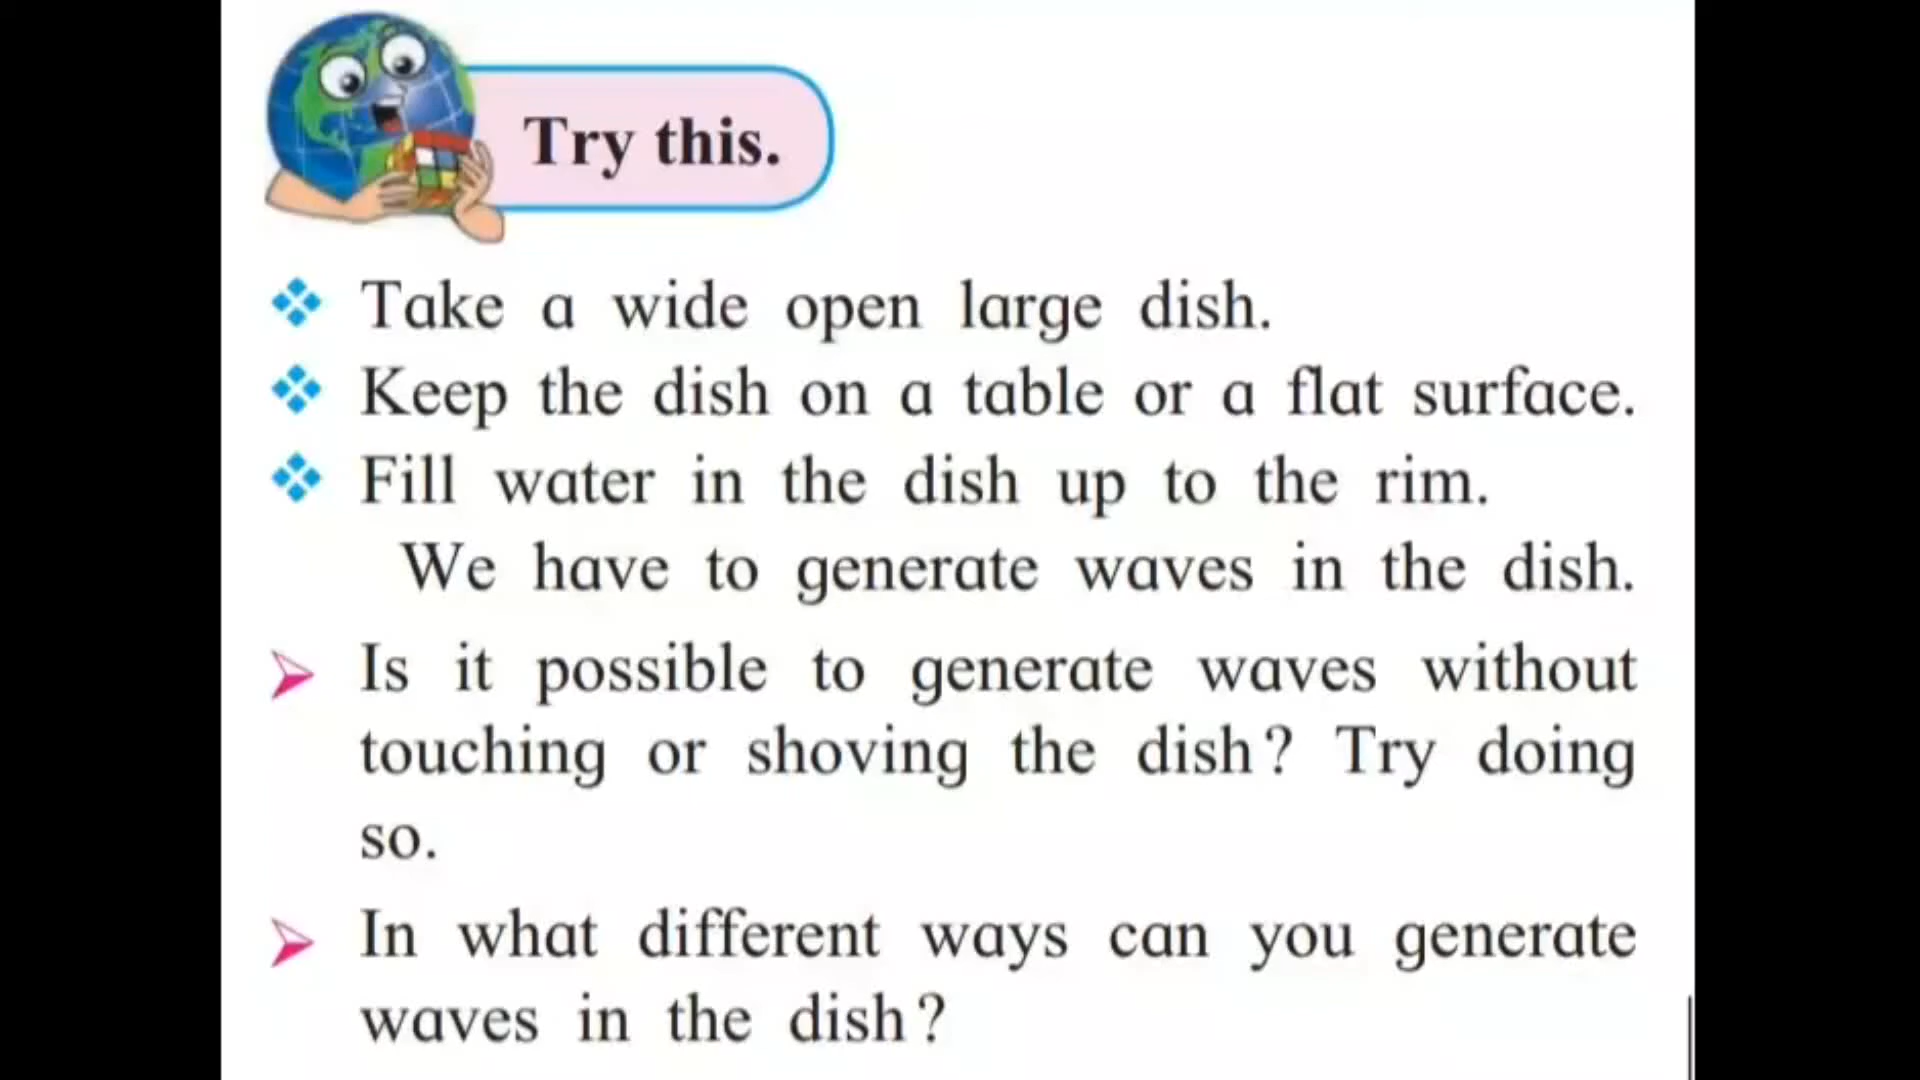 Try this.
Take a wide open large dish.
Keep the dish on a table or a flat surface.
Fill water in the dish up to the rim.
We have to generate waves in the dish.
Is it possible to generate waves without
touching or shoving the dish? Try doing
so.
In what different ways can you generate
waves in the dish?